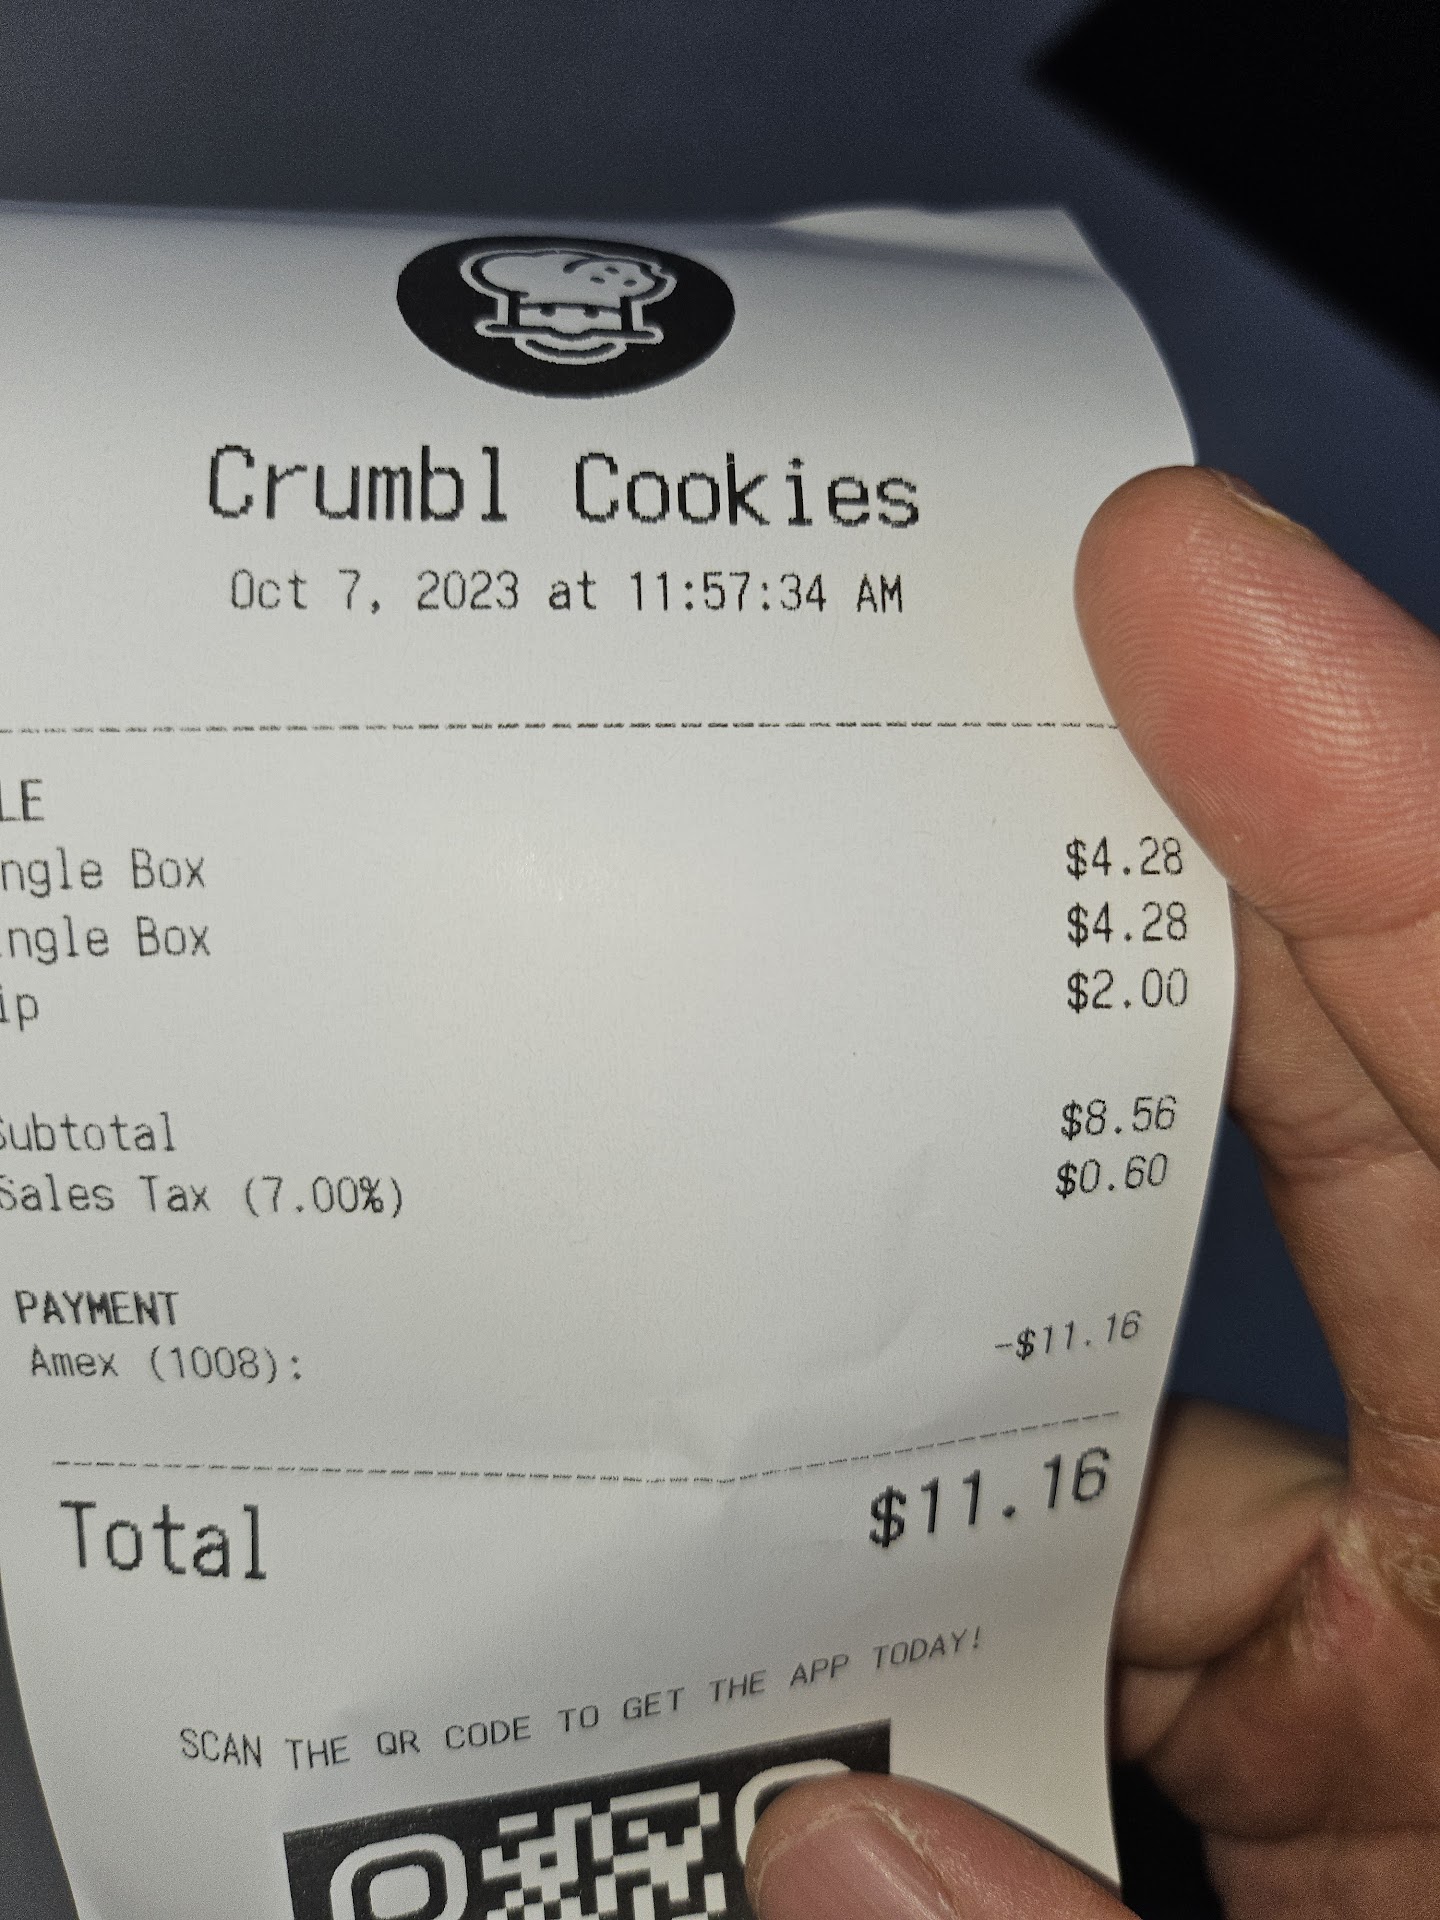 Crumbl Cookies
Oct 7, 2023 at 11:57:34 AM
LE
ngle Box $4.28
ingle Box $4.28
ip $2.00
Subtotal $8.56
Sales Tax (7.00%) $0.60
PAYMENT
Amex (1008): -$11.16
Total $11.16
SCAN THE QR CODE TO GET THE APP TODAY!